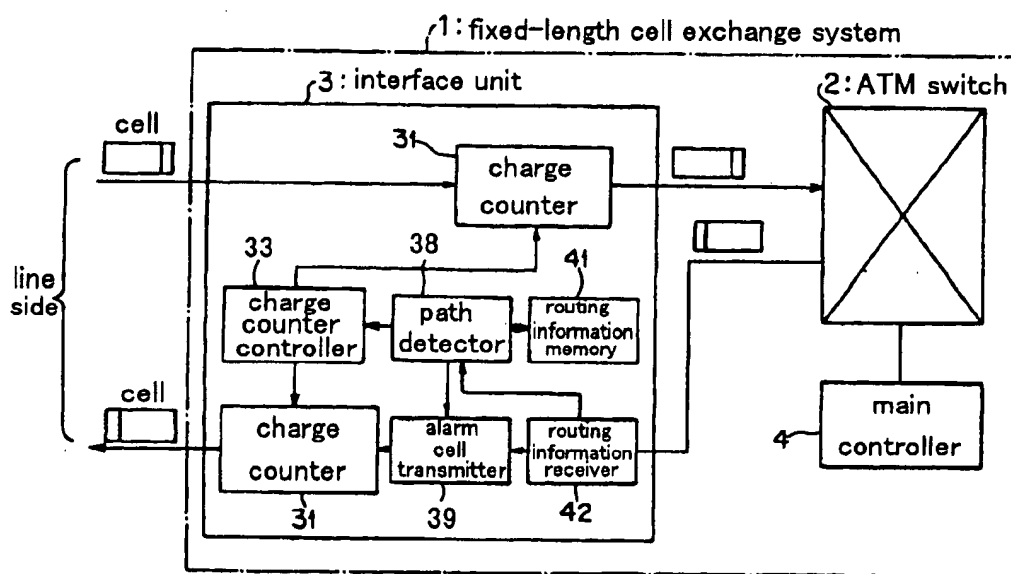 1: fixed-length cell exchange system
3: interface unit
2: ATM switch
cell
31
charge
counter
line
side
33
38
41
charge
counter
controller
path
detector
routing
information
memory
cell
charge
counter
alarm
cell
transmitter
routing
information
receiver
main
controller
4
31
39
42